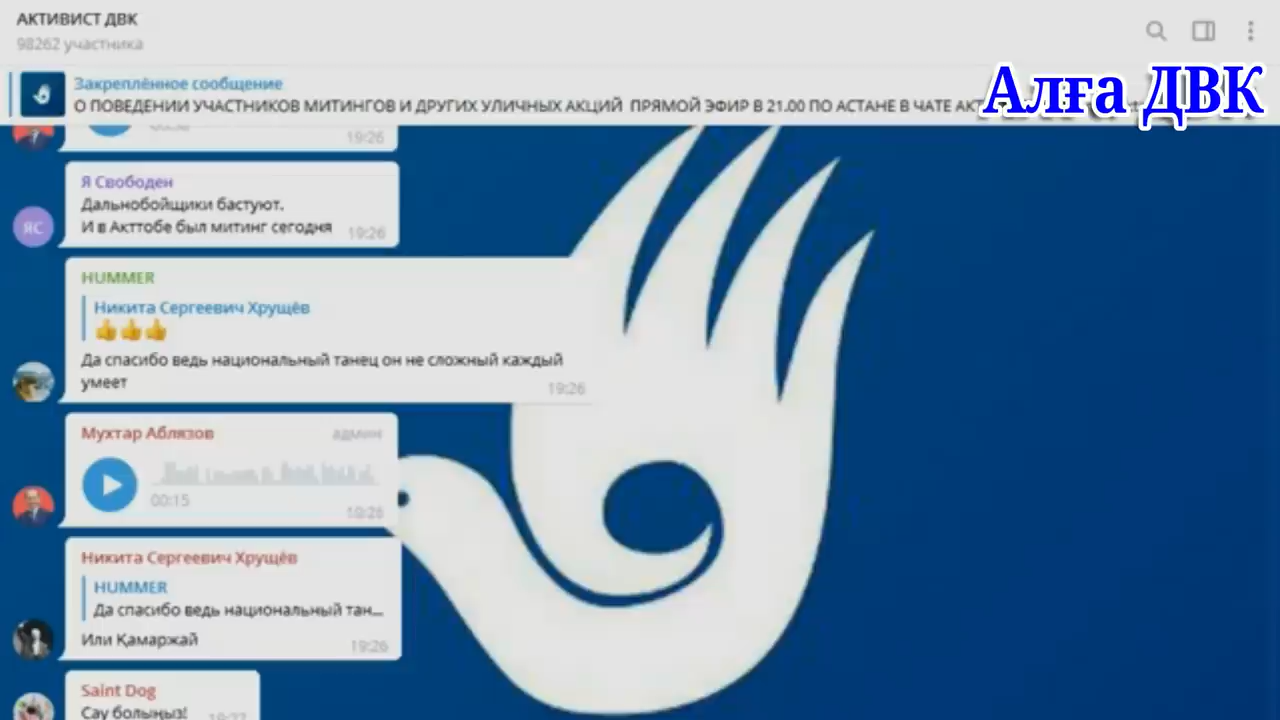 АКТИВИСТ ДВК
98262 участника
Закреплённое сообщение
О ПОВЕДЕНИИ УЧАСТНИКОВ МИТИНГОВ И ДРУГИХ УЛИЧНЫХ АКЦИЙ ПРЯМОЙ ЭФИР В 21.00 ПО АСТАНЕ В ЧАТЕ
Алға ДВК
19:26
Я Свободен
Дальнобойщики бастуют.
ЯС
И в Акттобе был митинг сегодня 19:26
HUMMER
Никита Сергеевич Хрущёв
👍👍👍
Да спасибо ведь национальный танец он не сложный каждый
умеет
19:26
Мухтар Аблязов админ
00:15
19:26
Никита Сергеевич Хрущёв
HUMMER
Да спасибо ведь национальный тан...
Или Қамаржай 19:26
Saint Dog
Сау болыңыз! 19:27